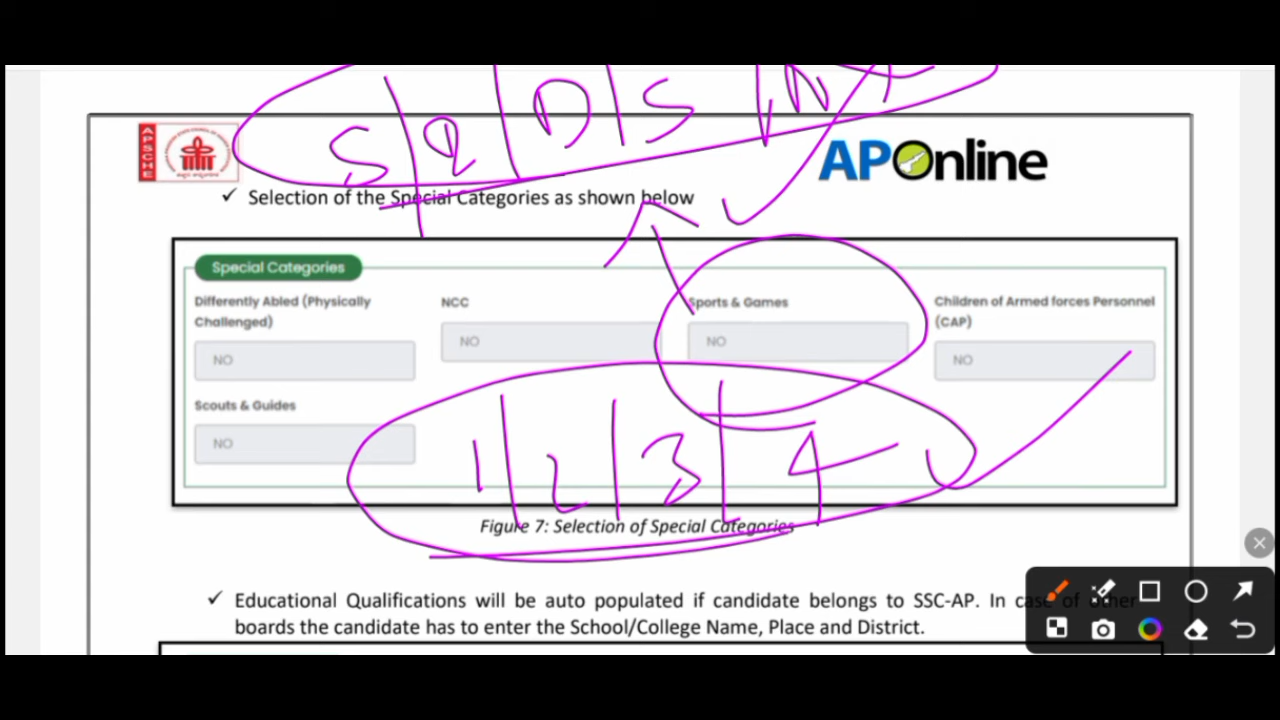 S | 2 | D | S | N
APSCHE
APOnline
✓ Selection of the Special Categories as shown below
Special Categories
Differently Abled (Physically Challenged)
NO
NCC
NO
Sports & Games
NO
Children of Armed forces Personnel (CAP)
NO
Scouts & Guides
NO
1 | 2 | 3 | 4
Figure 7: Selection of Special Categories
✓ Educational Qualifications will be auto populated if candidate belongs to SSC-AP. In case of other
boards the candidate has to enter the School/College Name, Place and District.